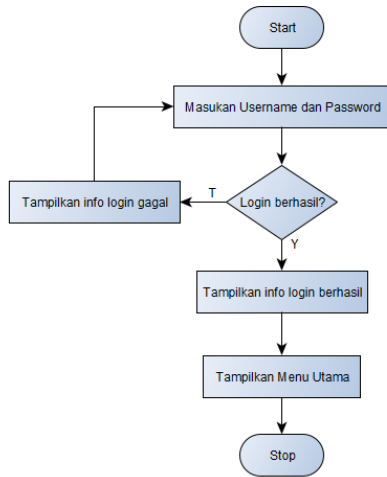 Start
Masukan Username dan Password
Login berhasil?
T
Tampilkan info login gagal
Y
Tampilkan info login berhasil
Tampilkan Menu Utama
Stop